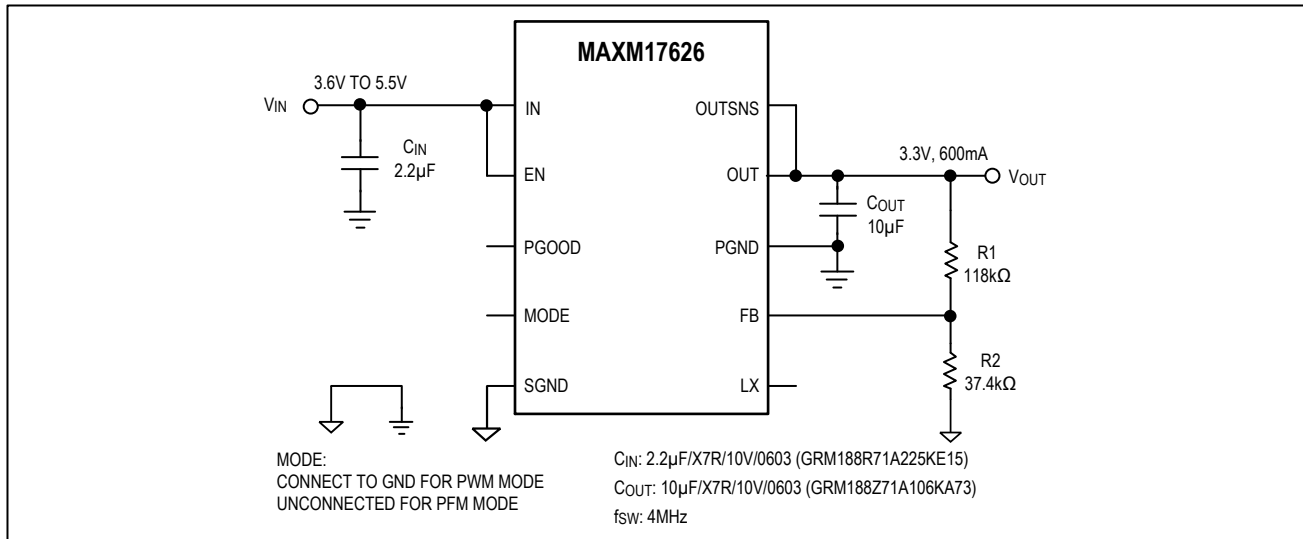 MAXM17626
3.6V TO 5.5V
VIN
IN
OUTSNS
CIN
2.2µF
EN
OUT
3.3V, 600mA
VOUT
COUT
10µF
PGOOD
PGND
R1
118kΩ
MODE
FB
R2
37.4kΩ
SGND
LX
MODE:
CONNECT TO GND FOR PWM MODE
UNCONNECTED FOR PFM MODE
CIN: 2.2µF/X7R/10V/0603 (GRM188R71A225KE15)
COUT: 10µF/X7R/10V/0603 (GRM188Z71A106KA73)
fSW: 4MHz